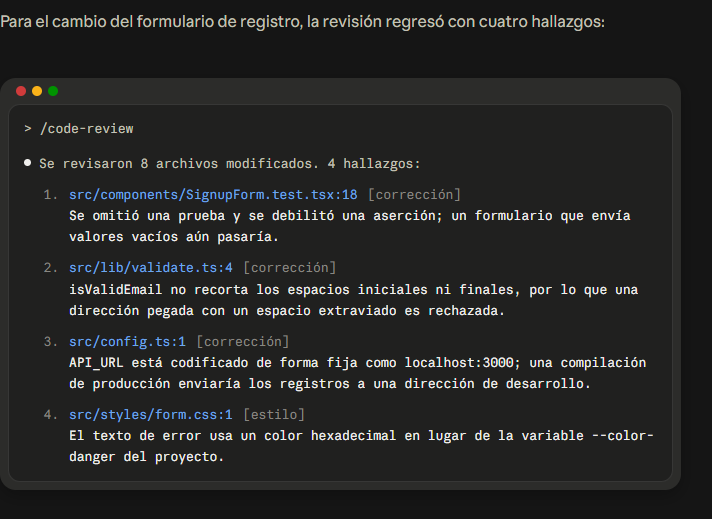 Para el cambio del formulario de registro, la revisión regresó con cuatro hallazgos:
> /code-review
Se revisaron 8 archivos modificados. 4 hallazgos:
1. src/components/SignupForm.test.tsx:18 [corrección]
Se omitió una prueba y se debilitó una aserción; un formulario que envía
valores vacíos aún pasaría.
2. src/lib/validate.ts:4 [corrección]
isValidEmail no recorta los espacios iniciales ni finales, por lo que una
dirección pegada con un espacio extraviado es rechazada.
3. src/config.ts:1 [corrección]
API_URL está codificado de forma fija como localhost:3000; una compilación
de producción enviaría los registros a una dirección de desarrollo.
4. src/styles/form.css:1 [estilo]
El texto de error usa un color hexadecimal en lugar de la variable --color-
danger del proyecto.